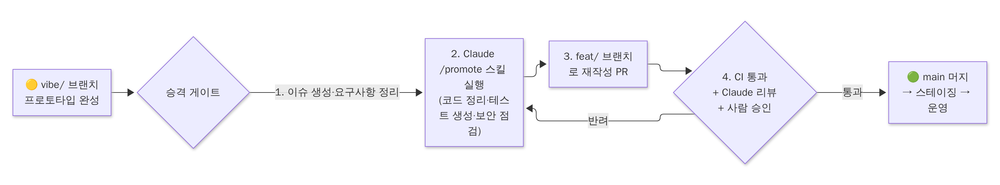 🟡 vibe/ 브랜치
프로토타입 완성
승격 게이트
1. 이슈 생성·요구사항 정리
2. Claude
/promote 스킬
실행
(코드 정리·테스
트 생성·보안 점
검)
3. feat/ 브랜치
로 재작성 PR
4. CI 통과
+ Claude 리뷰
+ 사람 승인
반려
통과
🟢 main 머지
→ 스테이징 →
운영